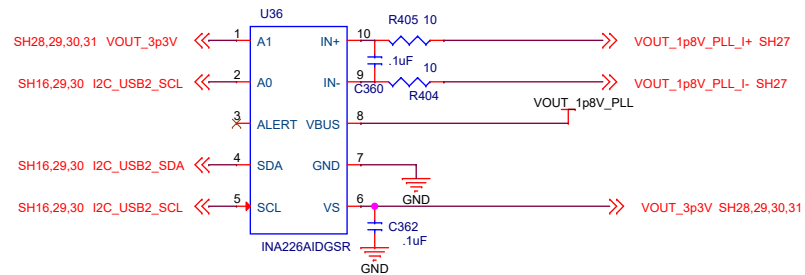 U36
R405 10
SH28,29,30,31 VOUT_3p3V
1
A1
IN+
10
VOUT_1p8V_PLL_I+ SH27
.1uF
SH16,29,30 I2C_USB2_SCL
2
A0
IN-
9
C360
10
R404
VOUT_1p8V_PLL_I- SH27
VOUT_1p8V_PLL
3
ALERT
VBUS
8
SH16,29,30 I2C_USB2_SDA
4
SDA
GND
7
GND
SH16,29,30 I2C_USB2_SCL
5
SCL
VS
6
VOUT_3p3V SH28,29,30,31
C362
.1uF
INA226AIDGSR
GND